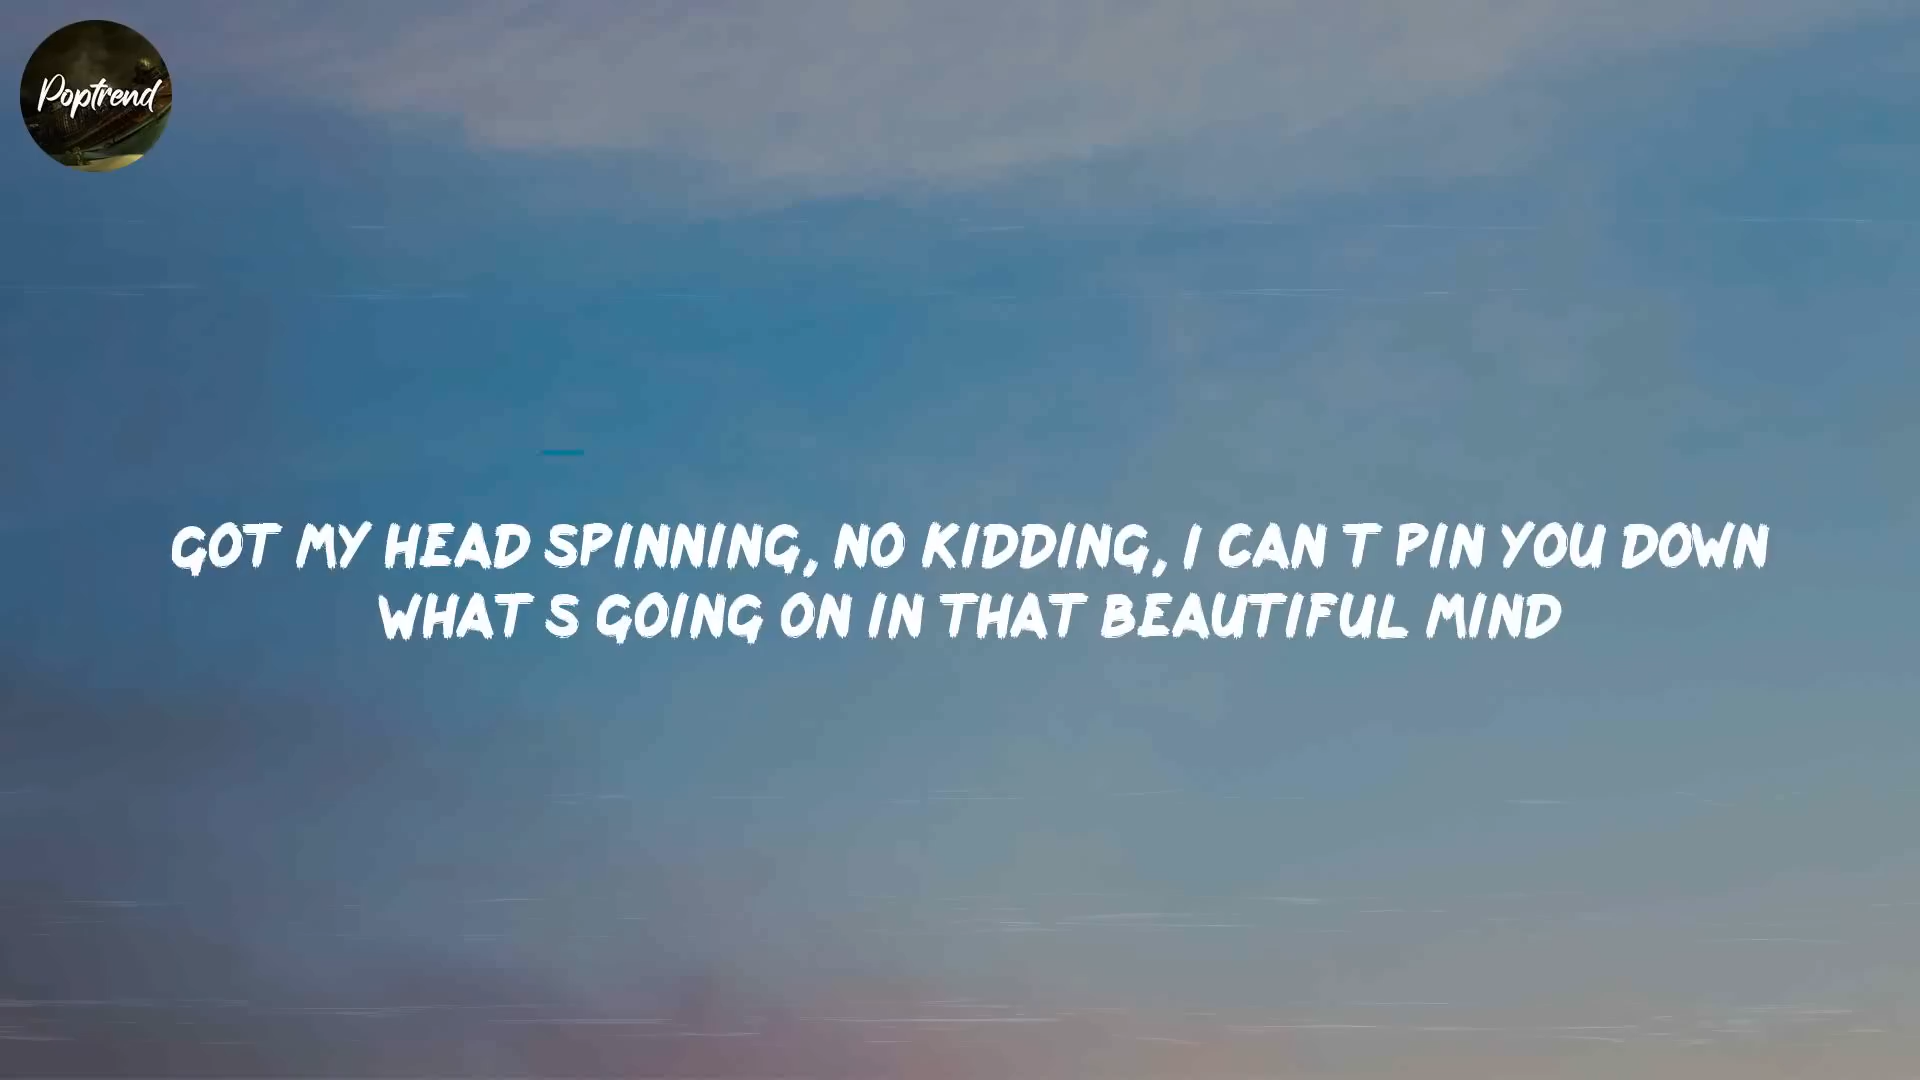 Poptrend
GOT MY HEAD SPINNING, NO KIDDING, I CAN T PIN YOU DOWN
WHAT S GOING ON IN THAT BEAUTIFUL MIND